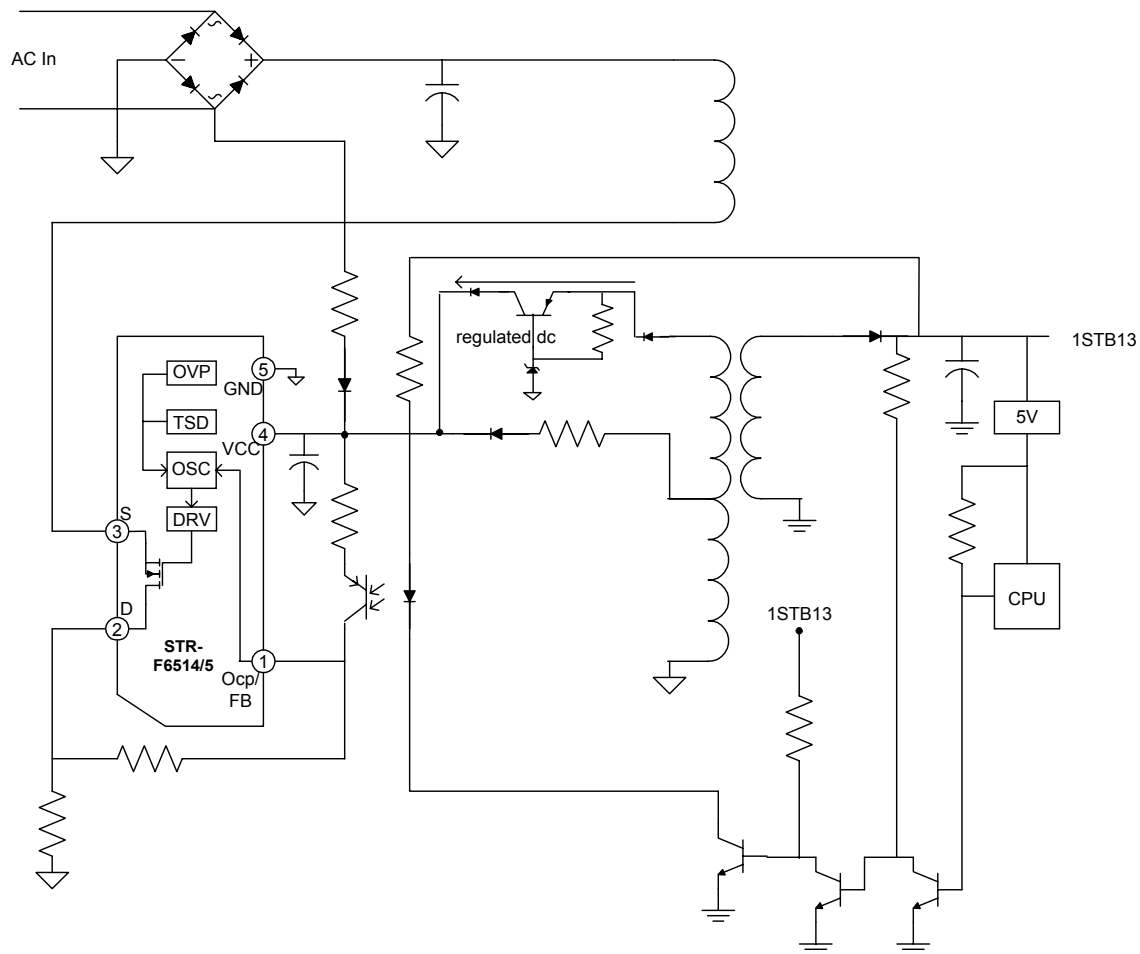 AC In
regulated dc
1STB13
OVP
5
GND
TSD
4
VCC
5V
OSC
S
3
DRV
D
2
STR-
F6514/5
1
Ocp/
FB
CPU
1STB13